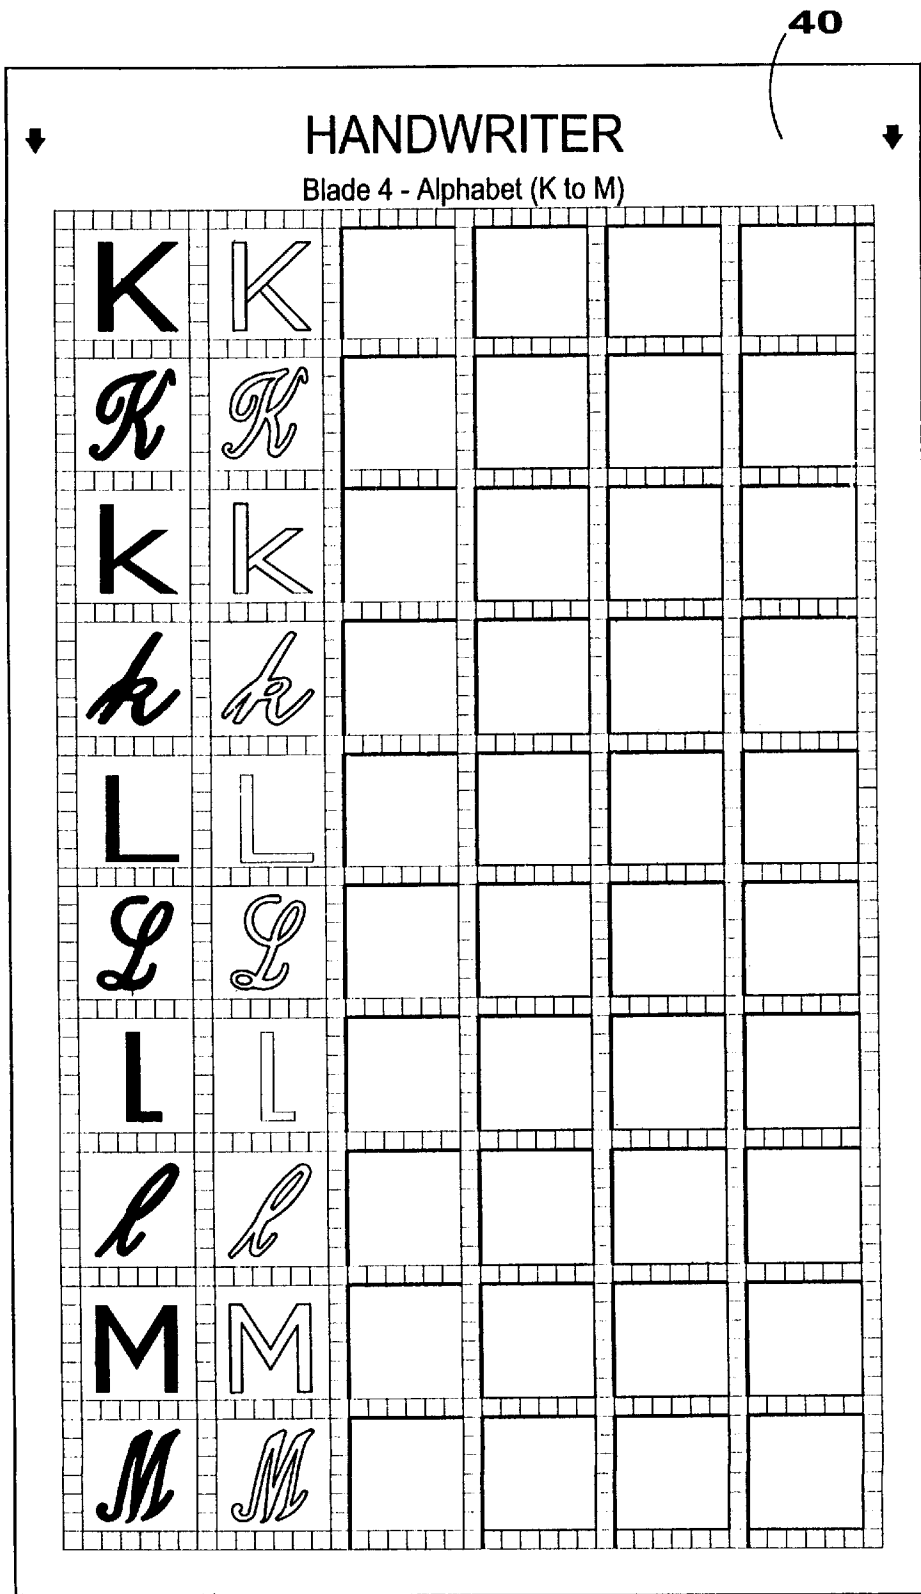 40
HANDWRITER
Blade 4 - Alphabet (K to M)
K K
K K
k k
k k
L L
L L
L L
l l
M M
M M